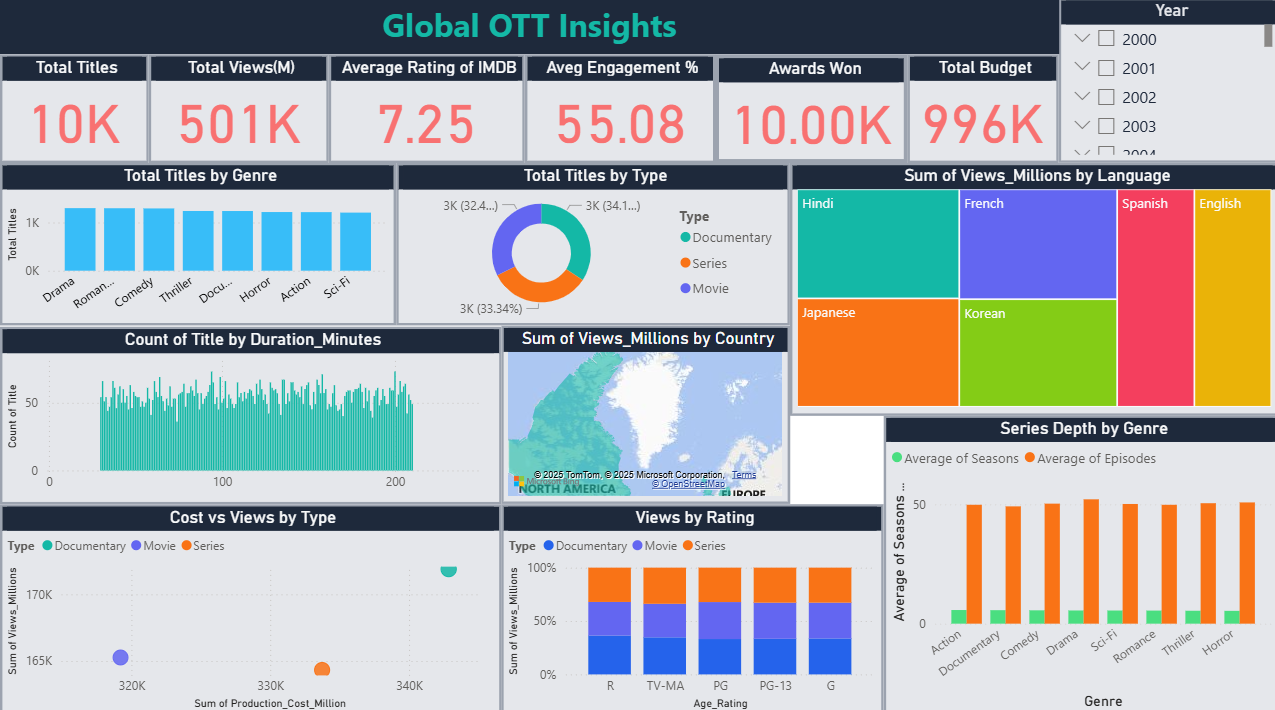 Global OTT Insights
Year
2000
2001
2002
2003
2004
Total Titles
10K
Total Views(M)
501K
Average Rating of IMDB
7.25
Aveg Engagement %
55.08
Awards Won
10.00K
Total Budget
996K
Total Titles by Genre
Total Titles
1K
0K
Drama
Roman...
Comedy
Thriller
Docu...
Horror
Action
Sci-Fi
Total Titles by Type
3K (32.4...)
3K (34.1...)
3K (33.34%)
Type
Documentary
Series
Movie
Sum of Views_Millions by Language
Hindi
French
Spanish
English
Japanese
Korean
Count of Title by Duration_Minutes
Count of Title
50
0
0
100
200
Sum of Views_Millions by Country
© 2025 TomTom, © 2025 Microsoft Corporation, Terms
© OpenStreetMap
NORTH AMERICA
EUROPE
Series Depth by Genre
Average of Seasons
Average of Episodes
Average of Seasons ...
50
0
Action
Documentary
Comedy
Drama
Sci-Fi
Romance
Thriller
Horror
Genre
Cost vs Views by Type
Type
Documentary
Movie
Series
Sum of Views_Millions
170K
165K
320K
330K
340K
Sum of Production_Cost_Million
Views by Rating
Type
Documentary
Movie
Series
Sum of Views_Millions
100%
50%
0%
R
TV-MA
PG
PG-13
G
Age_Rating